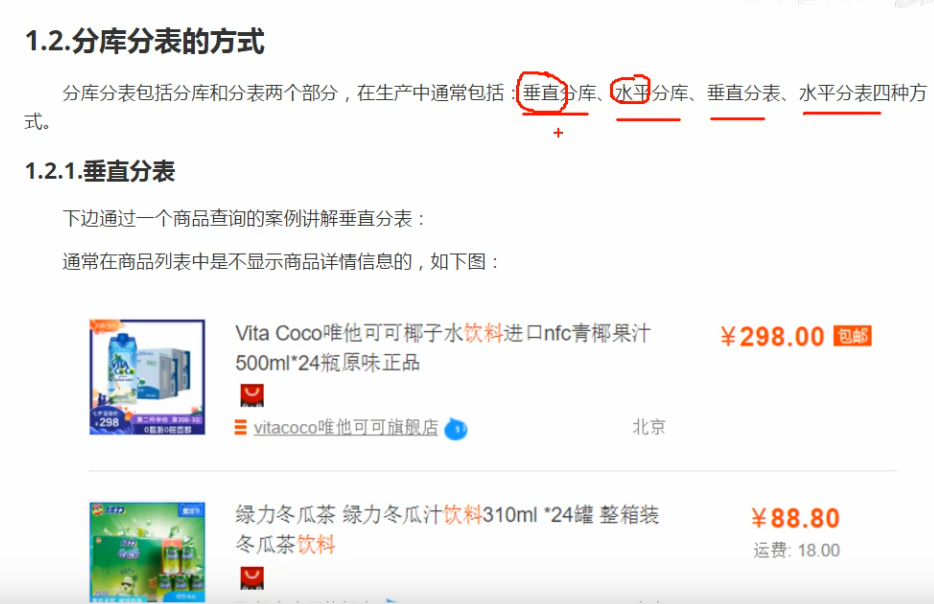 1.2.分库分表的方式
分库分表包括分库和分表两个部分，在生产中通常包括：垂直分库、水平分库、垂直分表、水平分表四种方
式。
1.2.1.垂直分表
下边通过一个商品查询的案例讲解垂直分表：
通常在商品列表中是不显示商品详情信息的，如下图：
Vita Coco唯他可可椰子水饮料进口nfc青椰果汁
¥298.00 包邮
500ml*24瓶原味正品
VITA
COCO
¥298
vitacoco唯他可可旗舰店
北京
绿力冬瓜茶 绿力冬瓜汁饮料310ml *24罐 整箱装
¥88.80
冬瓜茶饮料
运费: 18.00